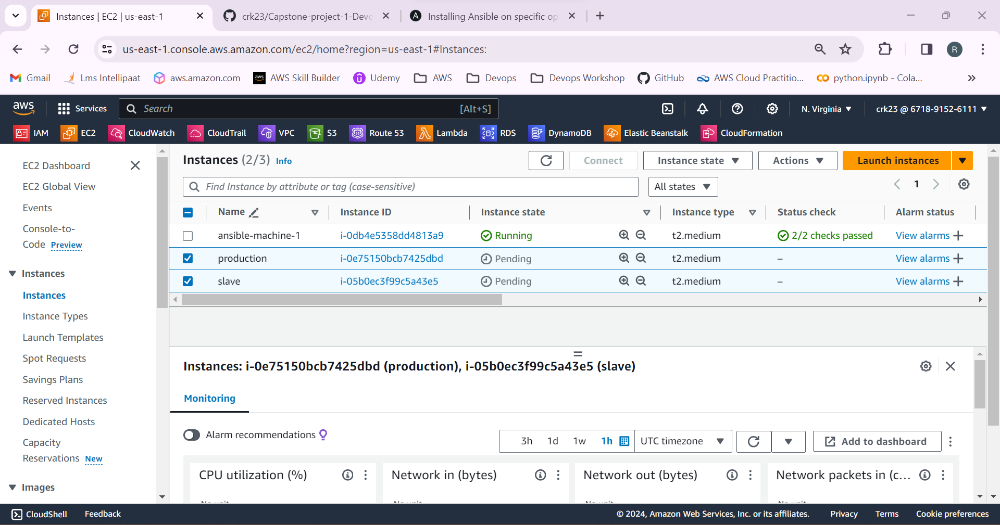 Instances | EC2 | us-east-1
crk23/Capstone-project-1-Devo
Installing Ansible on specific op
us-east-1.console.aws.amazon.com/ec2/home?region=us-east-1#Instances:
R
Gmail
Lms Intellipaat
aws.amazon.com
aws
AWS Skill Builder
Udemy
AWS
Devops
Devops Workshop
GitHub
AWS Cloud Practitio...
python.ipynb - Cola...
aws
Services
Search
[Alt+S]
N. Virginia
crk23 @ 6718-9152-6111
IAM
EC2
CloudWatch
CloudTrail
VPC
S3
Route 53
Lambda
RDS
DynamoDB
Elastic Beanstalk
CloudFormation
EC2 Dashboard
EC2 Global View
Events
Console-to-
Code Preview
Instances
Instances
Instance Types
Launch Templates
Spot Requests
Savings Plans
Reserved Instances
Dedicated Hosts
Capacity
Reservations New
Images
Instances (2/3) Info
Connect
Instance state
Actions
Launch instances
Find Instance by attribute or tag (case-sensitive)
All states
1
Name
Instance ID
Instance state
Instance type
Status check
Alarm status
ansible-machine-1 i-0db4e5358dd4813a9 Running t2.medium 2/2 checks passed View alarms
production i-0e75150bcb7425dbd Pending t2.medium – View alarms
slave i-05b0ec3f99c5a43e5 Pending t2.medium – View alarms
Instances: i-0e75150bcb7425dbd (production), i-05b0ec3f99c5a43e5 (slave)
Monitoring
Alarm recommendations
3h
1d
1w
1h
UTC timezone
Add to dashboard
CPU utilization (%)
Network in (bytes)
Network out (bytes)
Network packets in (c...
No unit
No unit
No unit
No unit
CloudShell
Feedback
© 2024, Amazon Web Services, Inc. or its affiliates.
Privacy
Terms
Cookie preferences